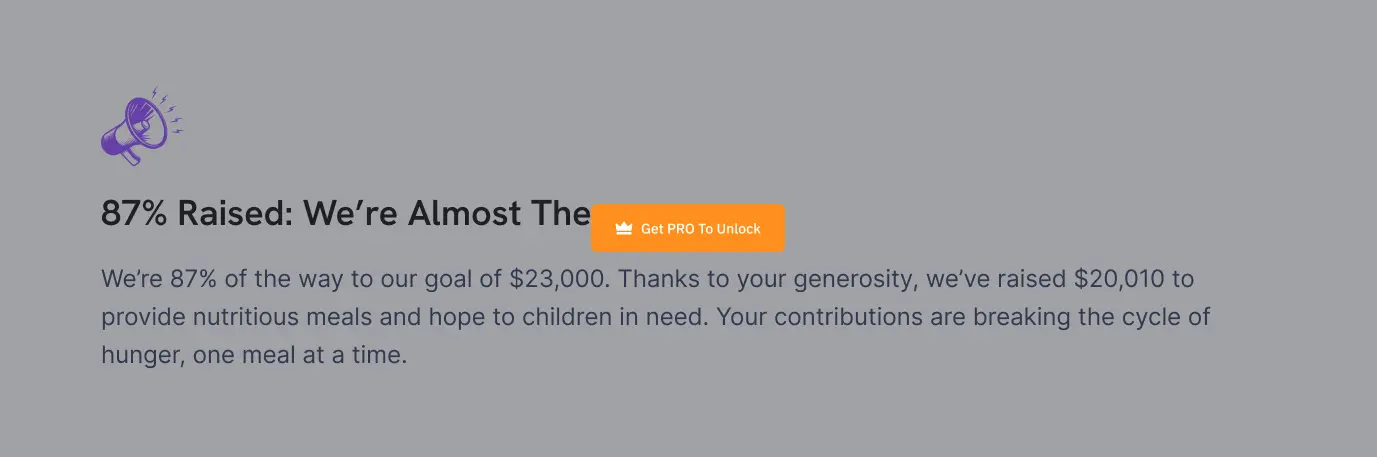 87% Raised: We’re Almost The
Get PRO To Unlock
We’re 87% of the way to our goal of $23,000. Thanks to your generosity, we’ve raised $20,010 to
provide nutritious meals and hope to children in need. Your contributions are breaking the cycle of
hunger, one meal at a time.